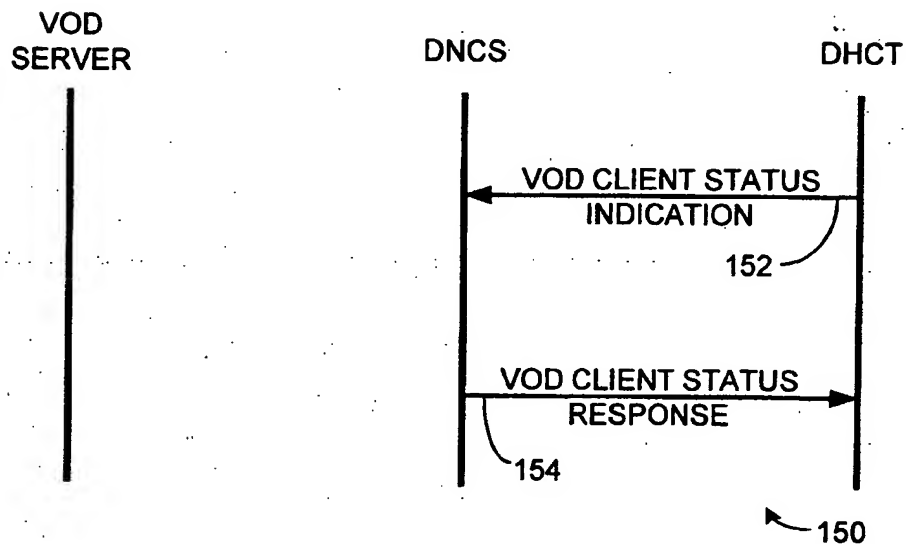 VOD
SERVER
DNCS
DHCT
VOD CLIENT STATUS
INDICATION
152
VOD CLIENT STATUS
RESPONSE
154
150